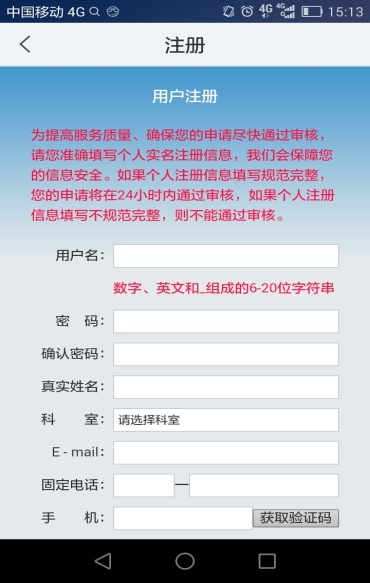 中国移动 4G 4G 4G 15:13
注册
用户注册
为提高服务质量、确保您的申请尽快通过审核，
请您准确填写个人实名注册信息，我们会保障您
的信息安全。如果个人注册信息填写规范完整，
您的申请将在24小时内通过审核，如果个人注册
信息填写不规范完整，则不能通过审核。
用户名：
数字、英文和_组成的6-20位字符串
密 码：
确认密码：
真实姓名：
科 室： 请选择科室
E - mail：
固定电话： —
手 机： 获取验证码